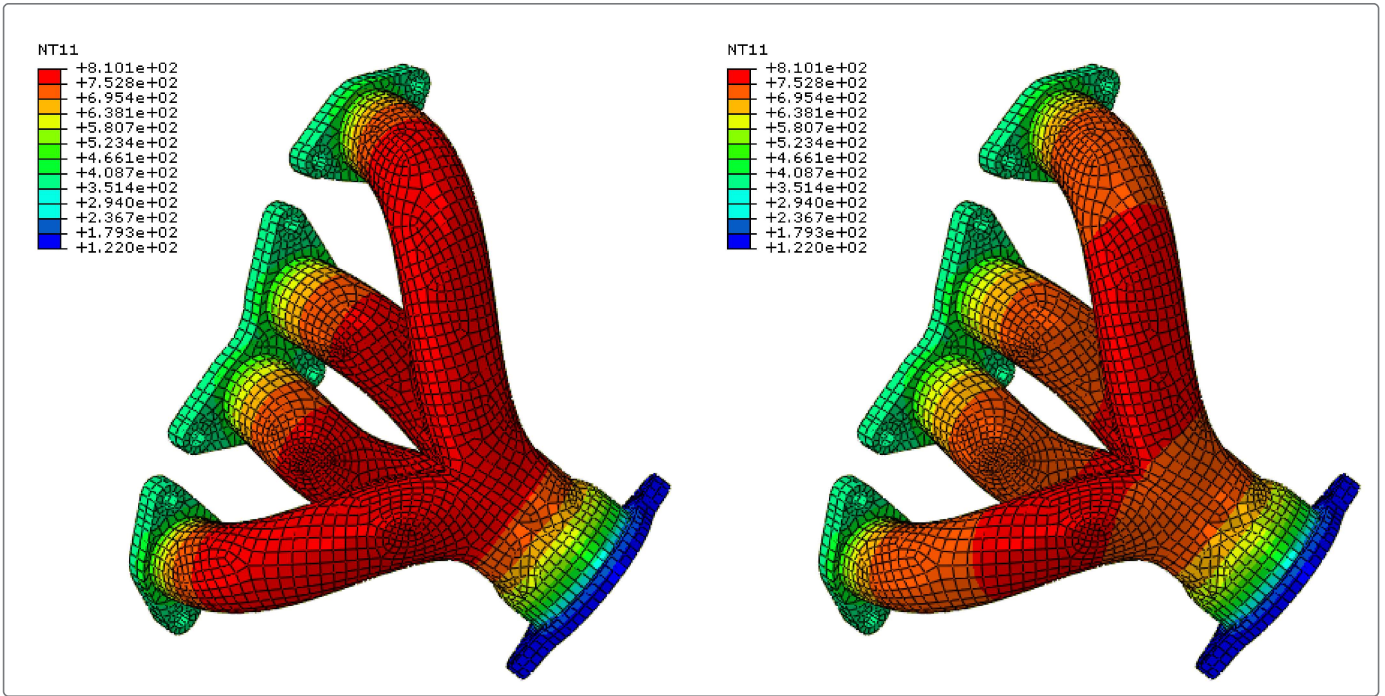 NT11
+8.101e+02
+7.528e+02
+6.954e+02
+6.381e+02
+5.807e+02
+5.234e+02
+4.661e+02
+4.087e+02
+3.514e+02
+2.940e+02
+2.367e+02
+1.793e+02
+1.220e+02
NT11
+8.101e+02
+7.528e+02
+6.954e+02
+6.381e+02
+5.807e+02
+5.234e+02
+4.661e+02
+4.087e+02
+3.514e+02
+2.940e+02
+2.367e+02
+1.793e+02
+1.220e+02